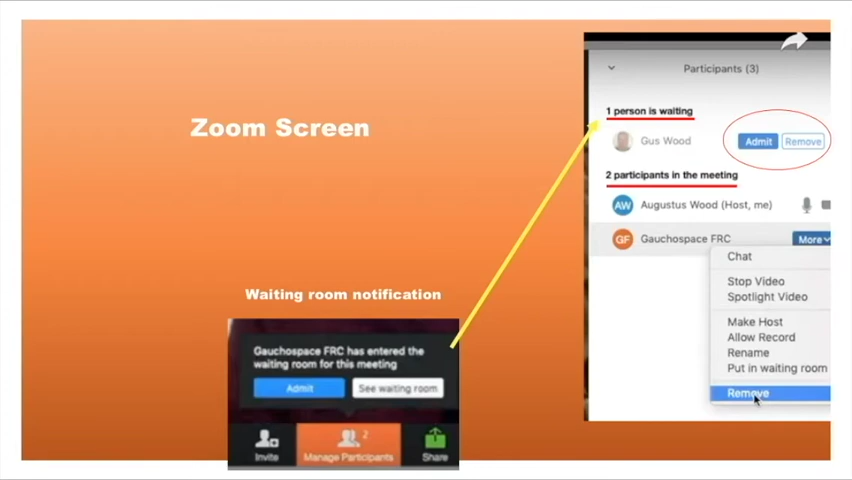 Zoom Screen
Participants (3)
1 person is waiting
Gus Wood
Admit
Remove
2 participants in the meeting
AW
Augustus Wood (Host, me)
GF
Gauchospace FRC
More
Chat
Stop Video
Spotlight Video
Make Host
Allow Record
Rename
Put in waiting room
Remove
Waiting room notification
Gauchospace FRC has entered the
waiting room for this meeting
Admit
See waiting room
2
Invite
Manage Participants
Share